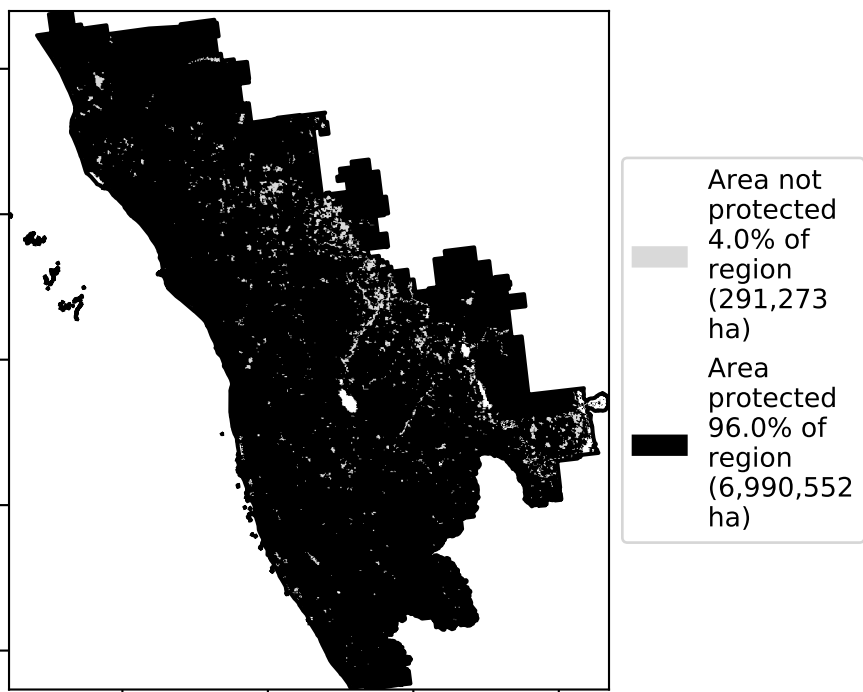 Area not
protected
4.0% of
region
(291,273
ha)
Area
protected
96.0% of
region
(6,990,552
ha)